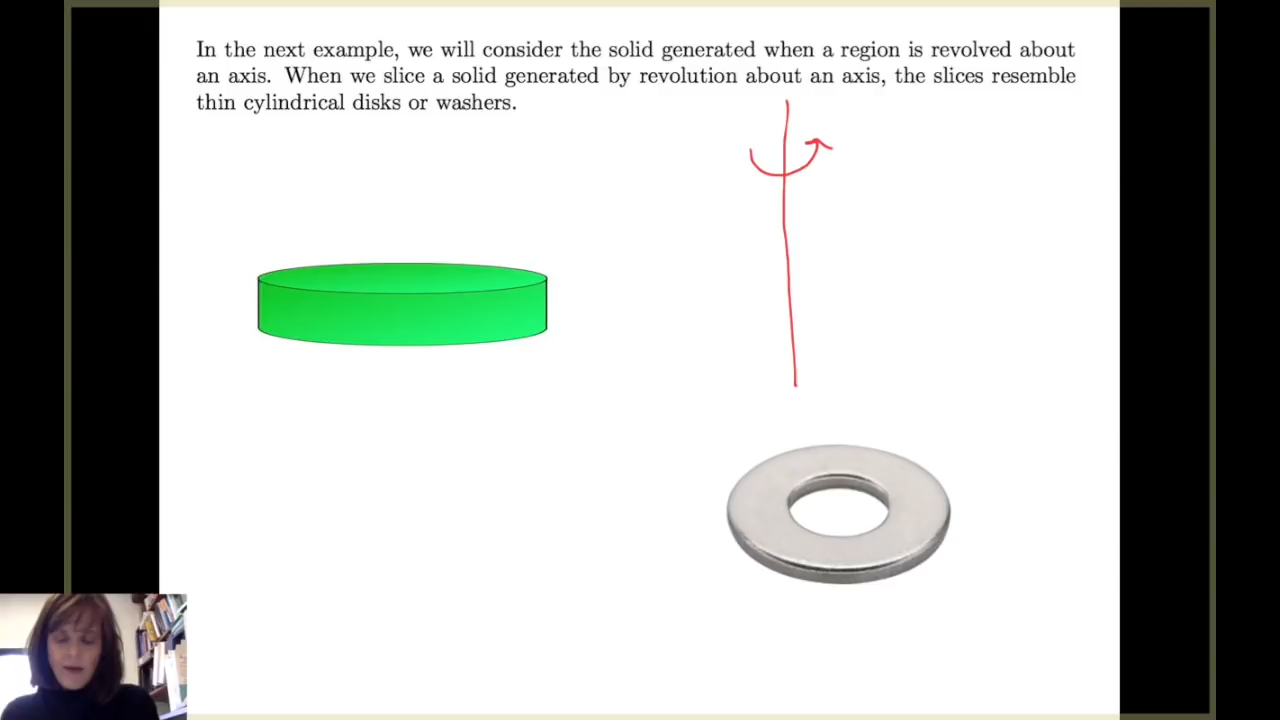 In the next example, we will consider the solid generated when a region is revolved about
an axis. When we slice a solid generated by revolution about an axis, the slices resemble
thin cylindrical disks or washers.